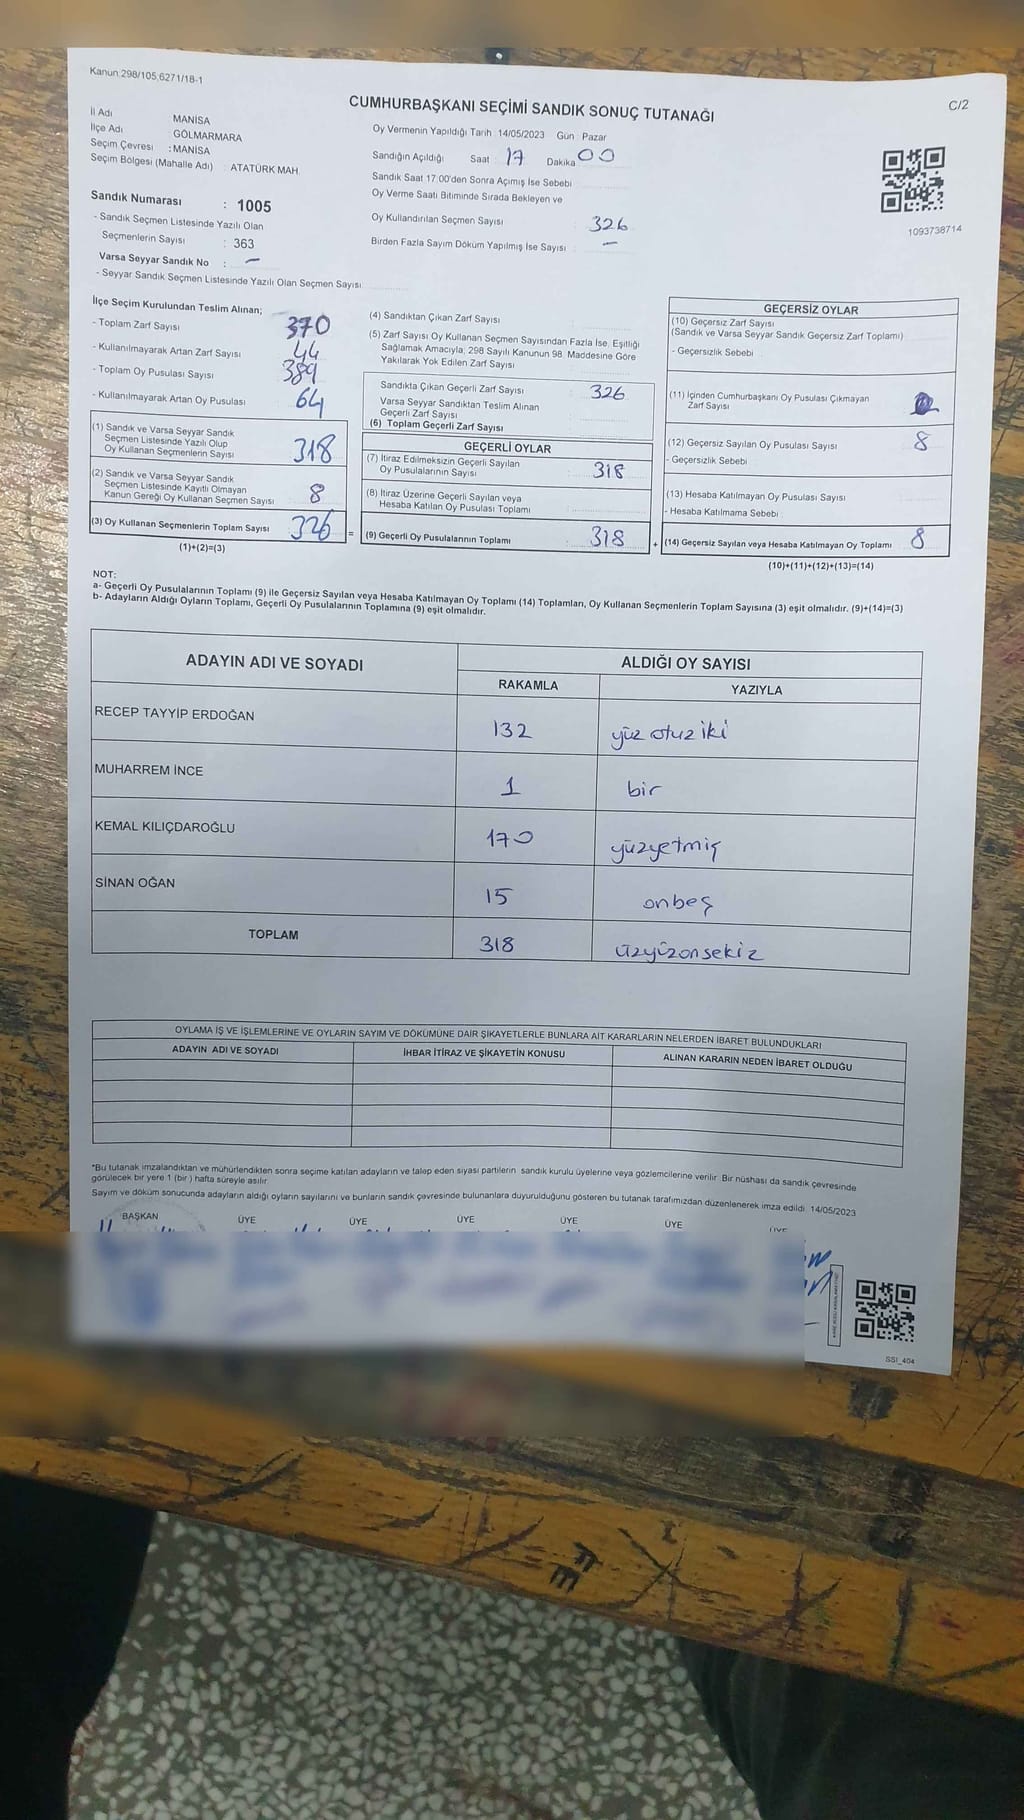 Kanun:298/105,6271/18-1
C/2
CUMHURBAŞKANI SEÇİMİ SANDIK SONUÇ TUTANAĞI
İl Adı MANİSA
İlçe Adı GÖLMARMARA
Seçim Çevresi : MANİSA
Seçim Bölgesi (Mahalle Adı) : ATATÜRK MAH.
Sandık Numarası : 1005
- Sandık Seçmen Listesinde Yazılı Olan
Seçmenlerin Sayısı : 363
Varsa Seyyar Sandık No : -
- Seyyar Sandık Seçmen Listesinde Yazılı Olan Seçmen Sayısı
Oy Vermenin Yapıldığı Tarih : 14/05/2023 Gün : Pazar
Sandığın Açıldığı Saat 17 Dakika 00
Sandık Saat 17:00'den Sonra Açımış İse Sebebi
Oy Verme Saati Bitiminde Sırada Bekleyen ve
Oy Kullandırılan Seçmen Sayısı 326
Birden Fazla Sayım Döküm Yapılmış İse Sayısı -
1093738714
İlçe Seçim Kurulundan Teslim Alınan;
- Toplam Zarf Sayısı 370
- Kullanılmayarak Artan Zarf Sayısı 44
- Toplam Oy Pusulası Sayısı 389
- Kullanılmayarak Artan Oy Pusulası 64
(1) Sandık ve Varsa Seyyar Sandık
Seçmen Listesinde Yazılı Olup
Oy Kullanan Seçmenlerin Sayısı 318
(2) Sandık ve Varsa Seyyar Sandık
Seçmen Listesinde Kayıtlı Olmayan
Kanun Gereği Oy Kullanan Seçmen Sayısı 8
(3) Oy Kullanan Seçmenlerin Toplam Sayısı 326 =
(1)+(2)=(3)
(4) Sandıktan Çıkan Zarf Sayısı
(5) Zarf Sayısı Oy Kullanan Seçmen Sayısından Fazla İse, Eşitliği
Sağlamak Amacıyla, 298 Sayılı Kanunun 98. Maddesine Göre
Yakılarak Yok Edilen Zarf Sayısı
Sandıkta Çıkan Geçerli Zarf Sayısı : 326
Varsa Seyyar Sandıktan Teslim Alınan
Geçerli Zarf Sayısı
(6) Toplam Geçerli Zarf Sayısı
GEÇERLİ OYLAR
(7) İtiraz Edilmeksizin Geçerli Sayılan
Oy Pusulalarının Sayısı : 318
(8) İtiraz Üzerine Geçerli Sayılan veya
Hesaba Katılan Oy Pusulası Toplamı
(9) Geçerli Oy Pusulalarının Toplamı : 318 +
GEÇERSİZ OYLAR
(10) Geçersiz Zarf Sayısı
(Sandık ve Varsa Seyyar Sandık Geçersiz Zarf Toplamı)
- Geçersizlik Sebebi
(11) İçinden Cumhurbaşkanı Oy Pusulası Çıkmayan
Zarf Sayısı
(12) Geçersiz Sayılan Oy Pusulası Sayısı 8
- Geçersizlik Sebebi
(13) Hesaba Katılmayan Oy Pusulası Sayısı
- Hesaba Katılmama Sebebi
(14) Geçersiz Sayılan veya Hesaba Katılmayan Oy Toplamı 8
(10)+(11)+(12)+(13)=(14)
NOT:
a- Geçerli Oy Pusulalarının Toplamı (9) ile Geçersiz Sayılan veya Hesaba Katılmayan Oy Toplamı (14) Toplamları, Oy Kullanan Seçmenlerin Toplam Sayısına (3) eşit olmalıdır. (9)+(14)=(3)
b- Adayların Aldığı Oyların Toplamı, Geçerli Oy Pusulalarının Toplamına (9) eşit olmalıdır.
ADAYIN ADI VE SOYADI ALDIĞI OY SAYISI
RAKAMLA YAZIYLA
RECEP TAYYİP ERDOĞAN 132 yüz otuz iki
MUHARREM İNCE 1 bir
KEMAL KILIÇDAROĞLU 170 yüzyetmiş
SİNAN OĞAN 15 onbeş
TOPLAM 318 üzyüzonsekiz
OYLAMA İŞ VE İŞLEMLERİNE VE OYLARIN SAYIM VE DÖKÜMÜNE DAİR ŞİKAYETLERLE BUNLARA AİT KARARLARIN NELERDEN İBARET BULUNDUKLARI
ADAYIN ADI VE SOYADI İHBAR İTİRAZ VE ŞİKAYETİN KONUSU ALINAN KARARIN NEDEN İBARET OLDUĞU
*Bu tutanak imzalandıktan ve mühürlendikten sonra seçime katılan adayların ve talep eden siyasi partilerin sandık kurulu üyelerine veya gözlemcilerine verilir. Bir nüshası da sandık çevresinde
görülecek bir yere 1 (bir) hafta süreyle asılır.
Sayım ve döküm sonucunda adayların aldığı oyların sayılarını ve bunların sandık çevresinde bulunanlara duyurulduğunu gösteren bu tutanak tarafımızdan düzenlenerek imza edildi. 14/05/2023
BAŞKAN ÜYE ÜYE ÜYE ÜYE ÜYE ÜYE
SSI_404